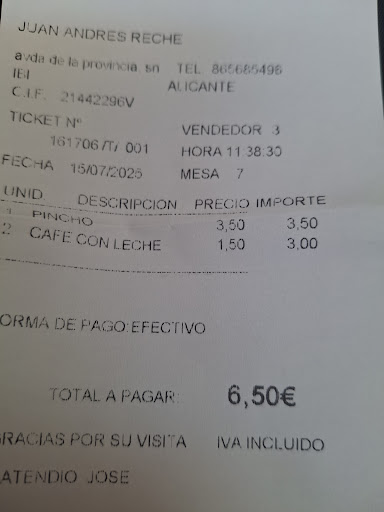 JUAN ANDRES RECHE
avda de la provincia, sn TEL 865685498
IBI ALICANTE
C.I.F. 21442296V
TICKET Nº VENDEDOR 3
161706 /T/ 001 HORA 11:38:30
FECHA 15/07/2025 MESA 7
UNID DESCRIPCION PRECIO IMPORTE
1 PINCHO 3,50 3,50
2 CAFE CON LECHE 1,50 3,00
ORMA DE PAGO:EFECTIVO
TOTAL A PAGAR: 6,50€
GRACIAS POR SU VISITA IVA INCLUIDO
ATENDIO JOSE